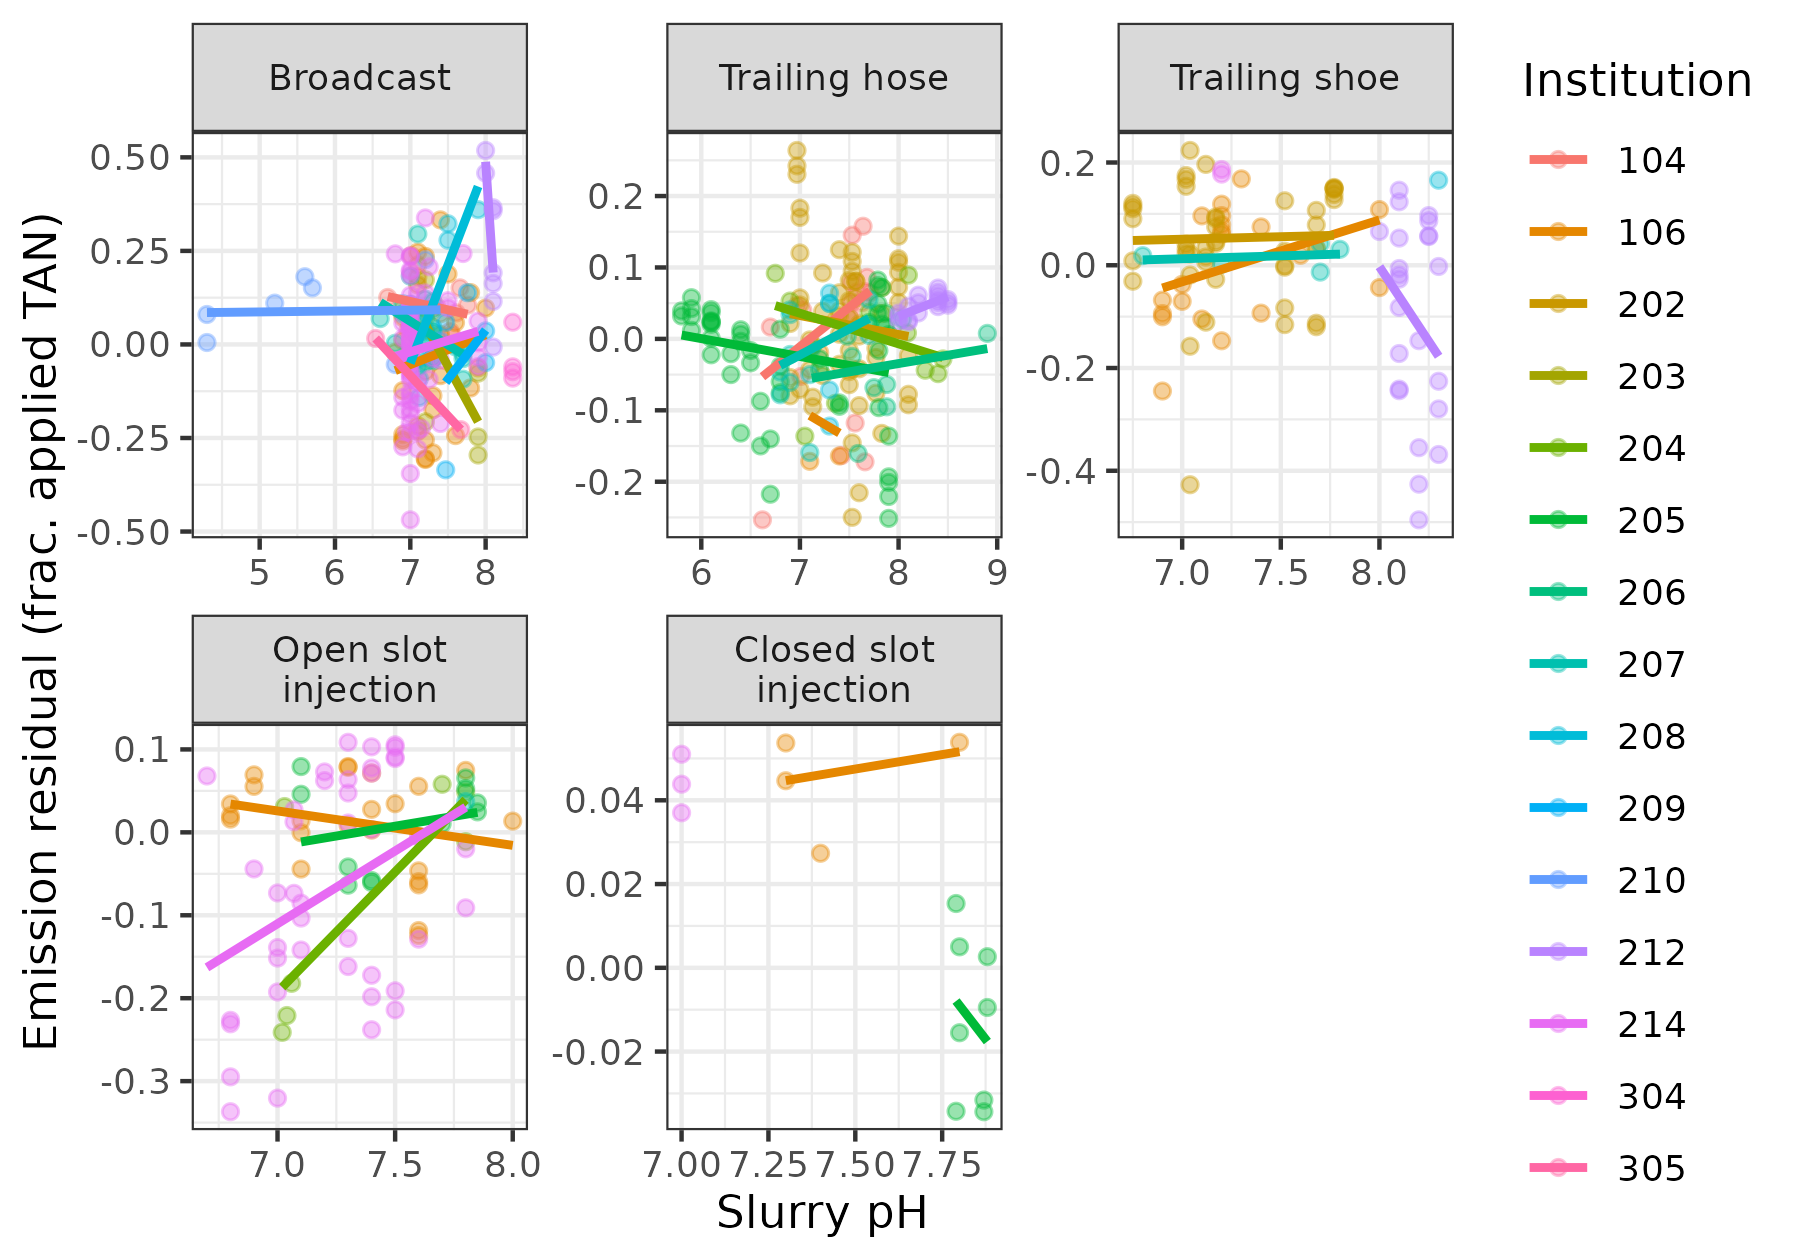 Broadcast
Trailing hose
Trailing shoe
Institution
104
106
202
203
204
205
206
207
208
209
210
212
214
304
305
Emission residual (frac. applied TAN)
0.50
0.25
0.00
-0.25
-0.50
5 6 7 8
0.2
0.1
0.0
-0.1
-0.2
6 7 8 9
0.2
0.0
-0.2
-0.4
7.0 7.5 8.0
Open slot
injection
Closed slot
injection
0.1
0.0
-0.1
-0.2
-0.3
7.0 7.5 8.0
0.04
0.02
0.00
-0.02
7.00 7.25 7.50 7.75
Slurry pH